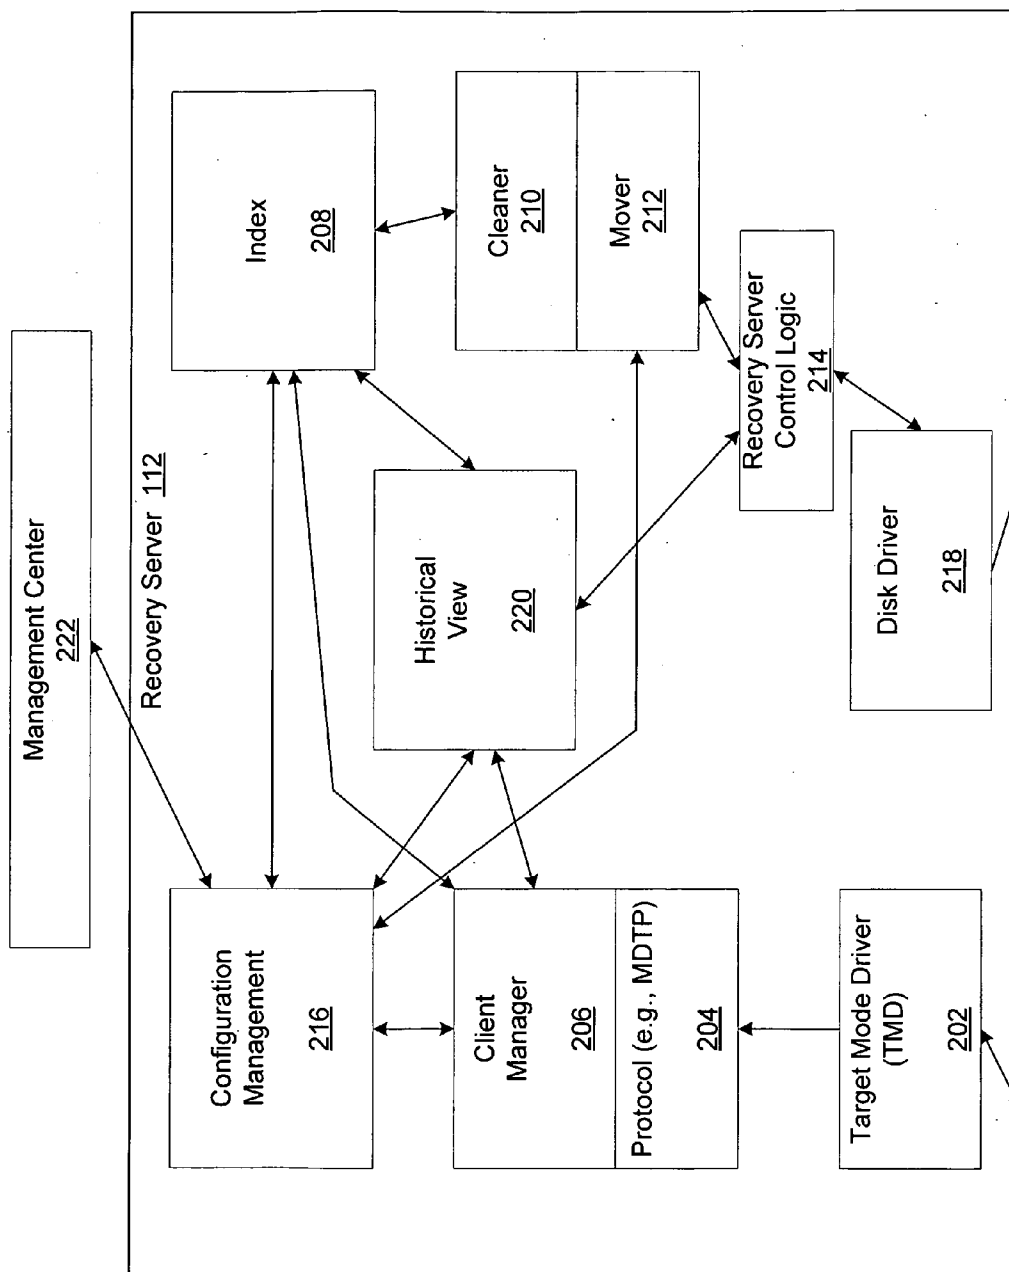 Management Center
222
Recovery Server 112
Configuration
Management
216
Index
208
Historical
View
220
Client
Manager
206
Protocol (e.g., MDTP)
204
Cleaner
210
Mover
212
Recovery Server
Control Logic
214
Target Mode Driver
(TMD)
202
Disk Driver
218